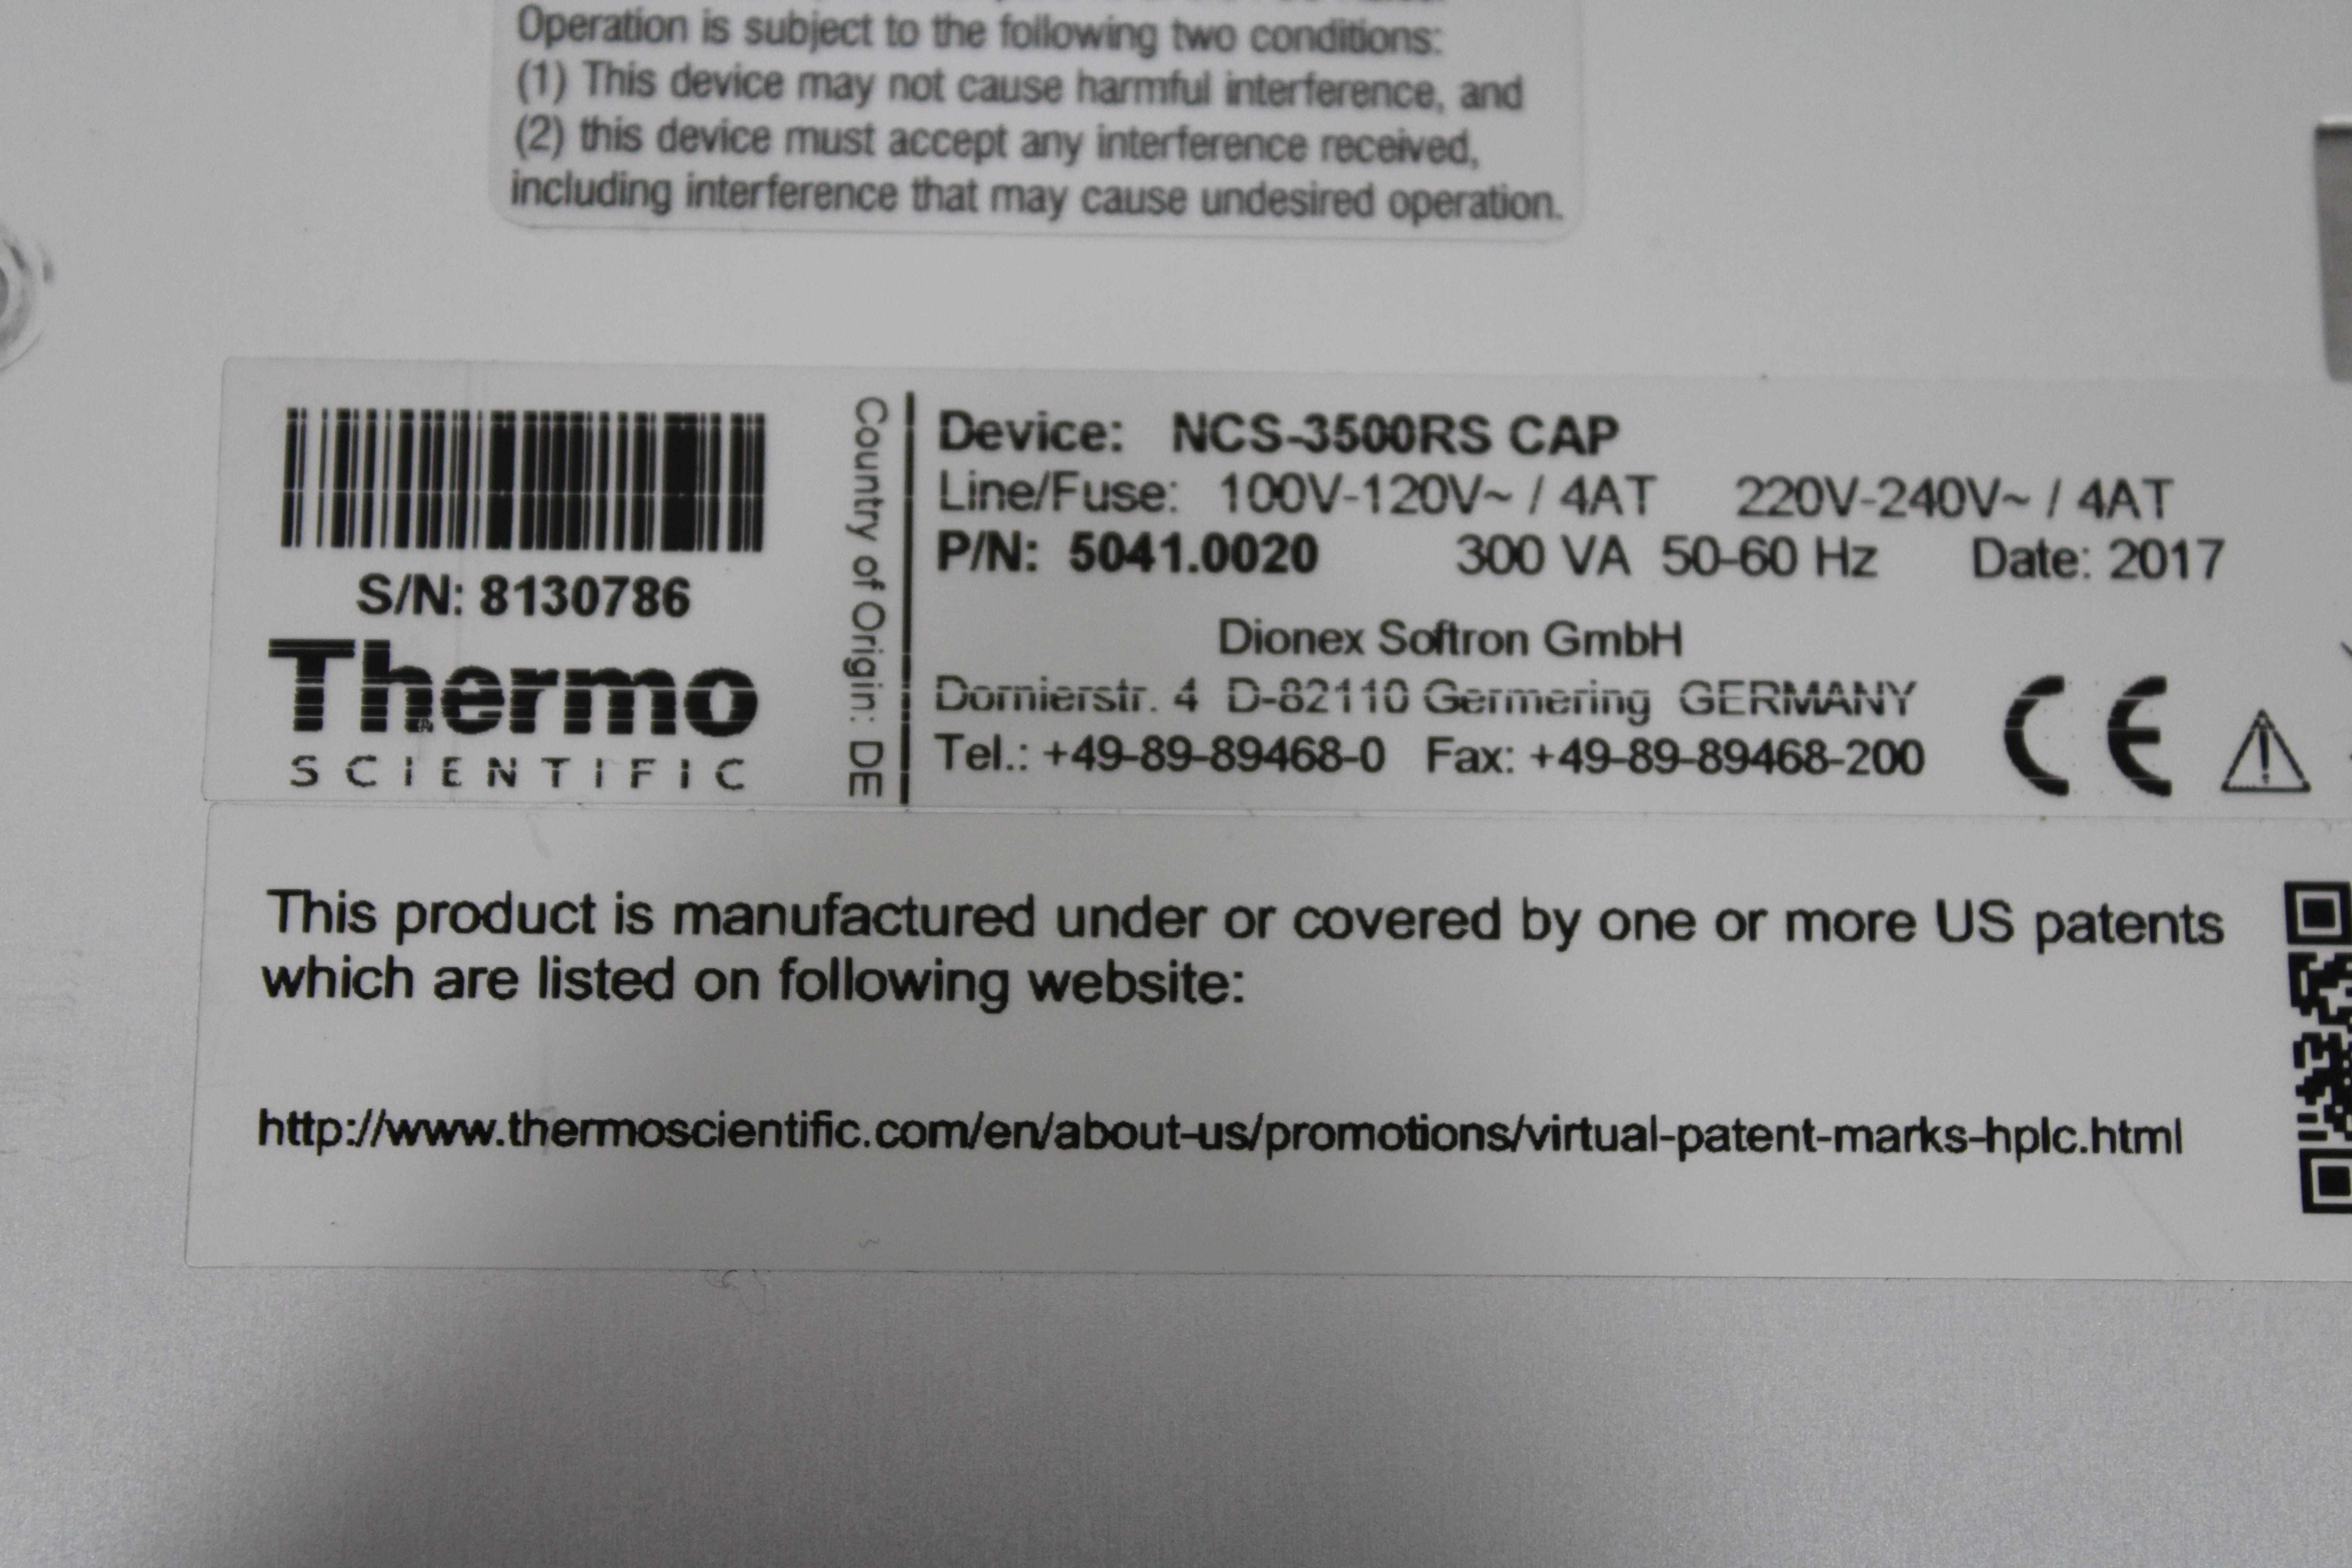 Operation is subject to the following two conditions:
(1) This device may not cause harmful interference, and
(2) this device must accept any interference received,
including interference that may cause undesired operation.
S/N: 8130786
Thermo
SCIENTIFIC
Country of Origin: DE
Device: NCS-3500RS CAP
Line/Fuse: 100V-120V~ / 4AT 220V-240V~ / 4AT
P/N: 5041.0020 300 VA 50-60 Hz Date: 2017
Dionex Softron GmbH
Dornierstr. 4 D-82110 Germering GERMANY
Tel.: +49-89-89468-0 Fax: +49-89-89468-200
CE
This product is manufactured under or covered by one or more US patents
which are listed on following website:
http://www.thermoscientific.com/en/about-us/promotions/virtual-patent-marks-hplc.html